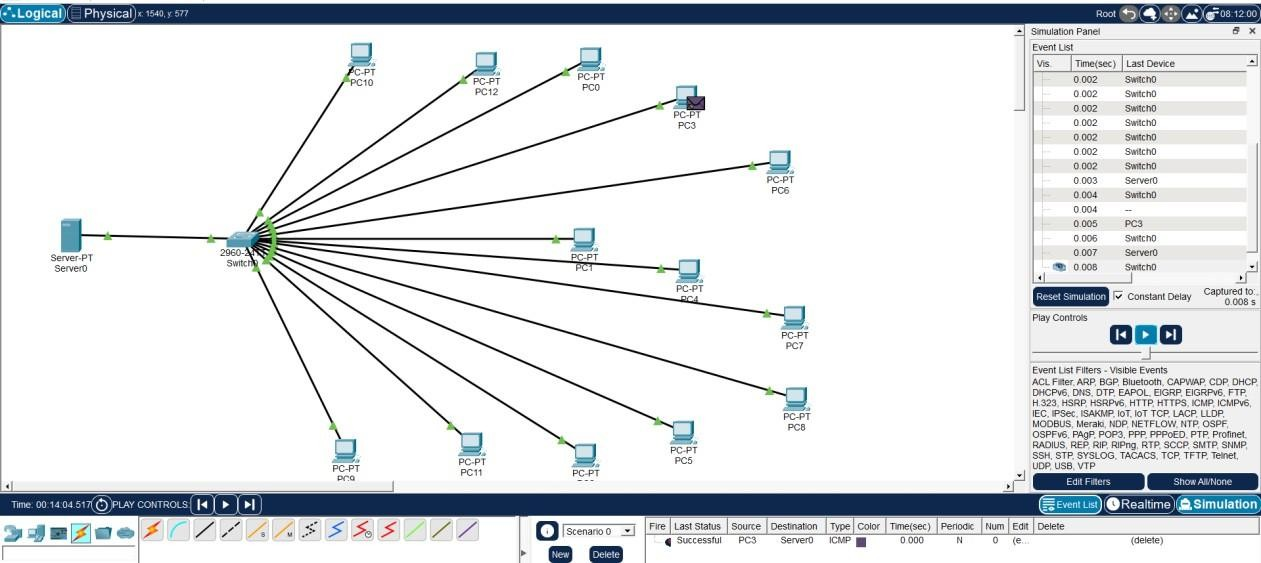 Logical Physical x: 1540, y: 577 Root 08:12:00
PC-PT
PC10
PC-PT
PC12
PC-PT
PC0
PC-PT
PC3
PC-PT
PC6
Server-PT
Server0
Switch0
PC-PT
PC1
PC-PT
PC4
PC-PT
PC7
PC-PT
PC8
PC-PT
PC5
PC-PT
PC-PT
PC11
PC-PT
PC9
Simulation Panel
Event List
Vis. Time(sec) Last Device
0.002 Switch0
0.002 Switch0
0.002 Switch0
0.002 Switch0
0.002 Switch0
0.002 Switch0
0.002 Switch0
0.003 Server0
0.004 Switch0
0.004 --
0.005 PC3
0.006 Switch0
0.007 Server0
0.008 Switch0
Reset Simulation Constant Delay Captured to:
0.008 s
Play Controls
Event List Filters - Visible Events
ACL Filter, ARP, BGP, Bluetooth, CAPWAP, CDP, DHCP,
DHCPv6, DNS, DTP, EAPOL, EIGRP, EIGRPv6, FTP,
H.323, HSRP, HSRPv6, HTTP, HTTPS, ICMP, ICMPv6,
IEC, IPSec, ISAKMP, IoT, IoT TCP, LACP, LLDP,
MODBUS, Meraki, NDP, NETFLOW, NTP, OSPF,
OSPFv6, PAgP, POP3, PPP, PPPoED, PTP, Profinet,
RADIUS, REP, RIP, RIPng, RTP, SCCP, SMTP, SNMP,
SSH, STP, SYSLOG, TACACS, TCP, TFTP, Telnet,
UDP, USB, VTP
Edit Filters Show All/None
Time: 00:14:04.517 PLAY CONTROLS: Event List Realtime Simulation
S M
Scenario 0
New Delete
Fire Last Status Source Destination Type Color Time(sec) Periodic Num Edit Delete
Successful PC3 Server0 ICMP 0.000 N 0 (e... (delete)